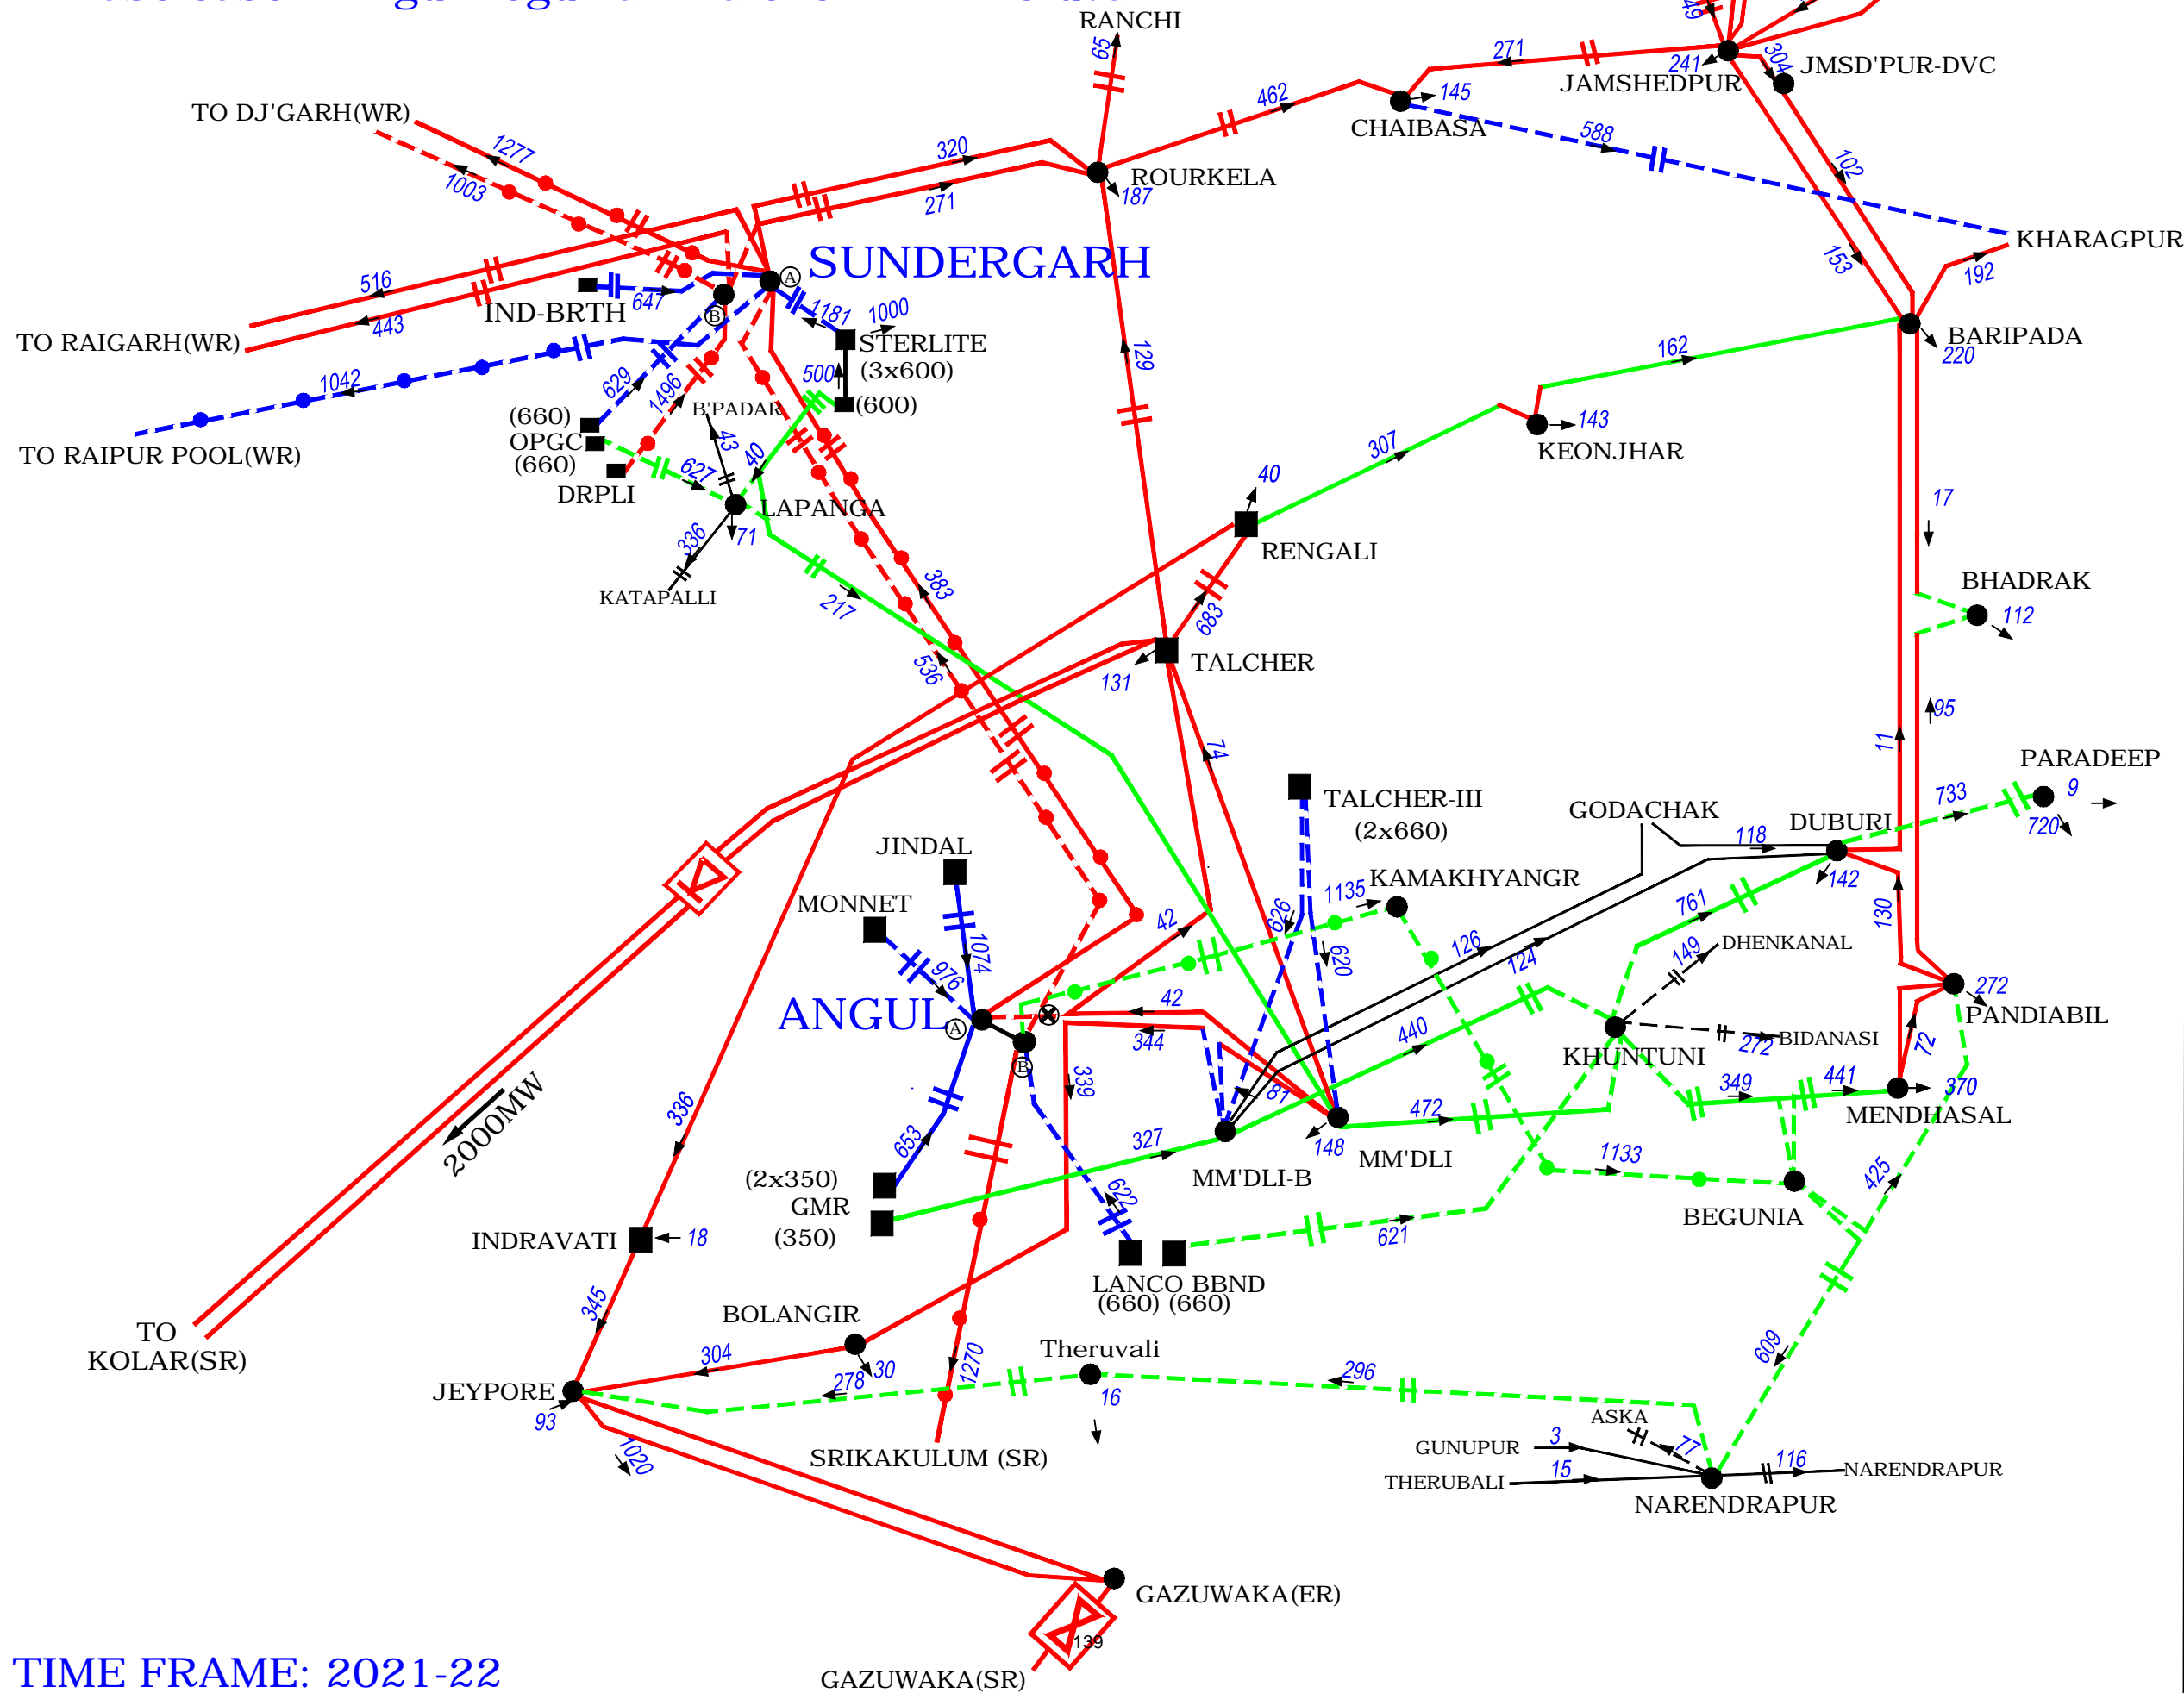 RANCHI
65
49
271
241
JAMSHEDPUR
304
JMSD'PUR-DVC
TO DJ'GARH(WR)
1277
1003
320
462
145
CHAIBASA
588
102
ROURKELA
187
271
153
KHARAGPUR
192
SUNDERGARH
A
516
IND-BRTH
647
B
1181
1000
443
TO RAIGARH(WR)
STERLITE
(3x600)
500
(600)
129
162
BARIPADA
220
1042
TO RAIPUR POOL(WR)
629
1496
(660)
OPGC
(660)
DRPLI
B'PADAR
43
40
627
LAPANGA
71
336
KATAPALLI
217
307
143
KEONJHAR
40
RENGALI
17
BHADRAK
112
383
683
536
TALCHER
131
74
11
95
PARADEEP
733
9
720
TALCHER-III
(2x660)
GODACHAK
118
DUBURI
142
JINDAL
MONNET
1074
976
KAMAKHYANGR
1135
626
620
42
761
130
149
DHENKANAL
126
124
272
PANDIABIL
ANGUL
A
B
42
344
339
440
KHUNTUNI
272
BIDANASI
72
81
349
441
370
MENDHASAL
472
148
MM'DLI
MM'DLI-B
327
653
(2x350)
GMR
(350)
622
1133
BEGUNIA
425
621
LANCO BBND
(660) (660)
2000MW
336
INDRAVATI
18
345
TO
KOLAR(SR)
BOLANGIR
304
30
278
1270
Theruvali
16
296
609
JEYPORE
93
1020
SRIKAKULUM (SR)
ASKA
77
GUNUPUR
3
THERUBALI
15
116
NARENDRAPUR
NARENDRAPUR
GAZUWAKA(ER)
139
GAZUWAKA(SR)
TIME FRAME: 2021-22